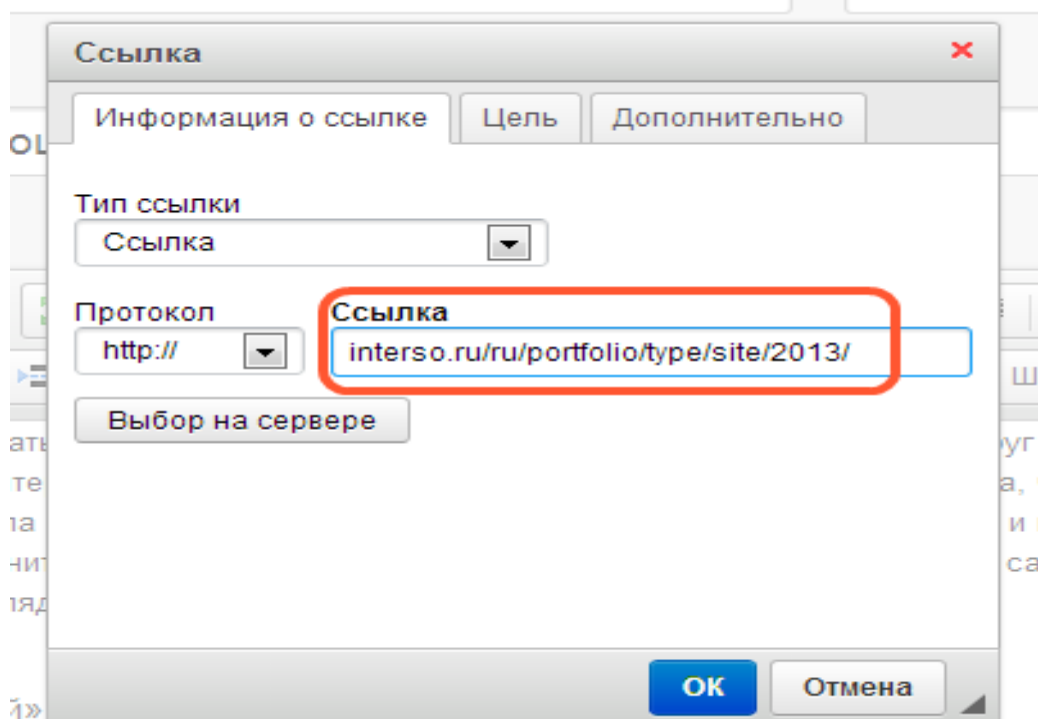 Ссылка
Информация о ссылке Цель Дополнительно
Тип ссылки
Ссылка
Протокол Ссылка
http:// interso.ru/ru/portfolio/type/site/2013/
Выбор на сервере
ОК Отмена